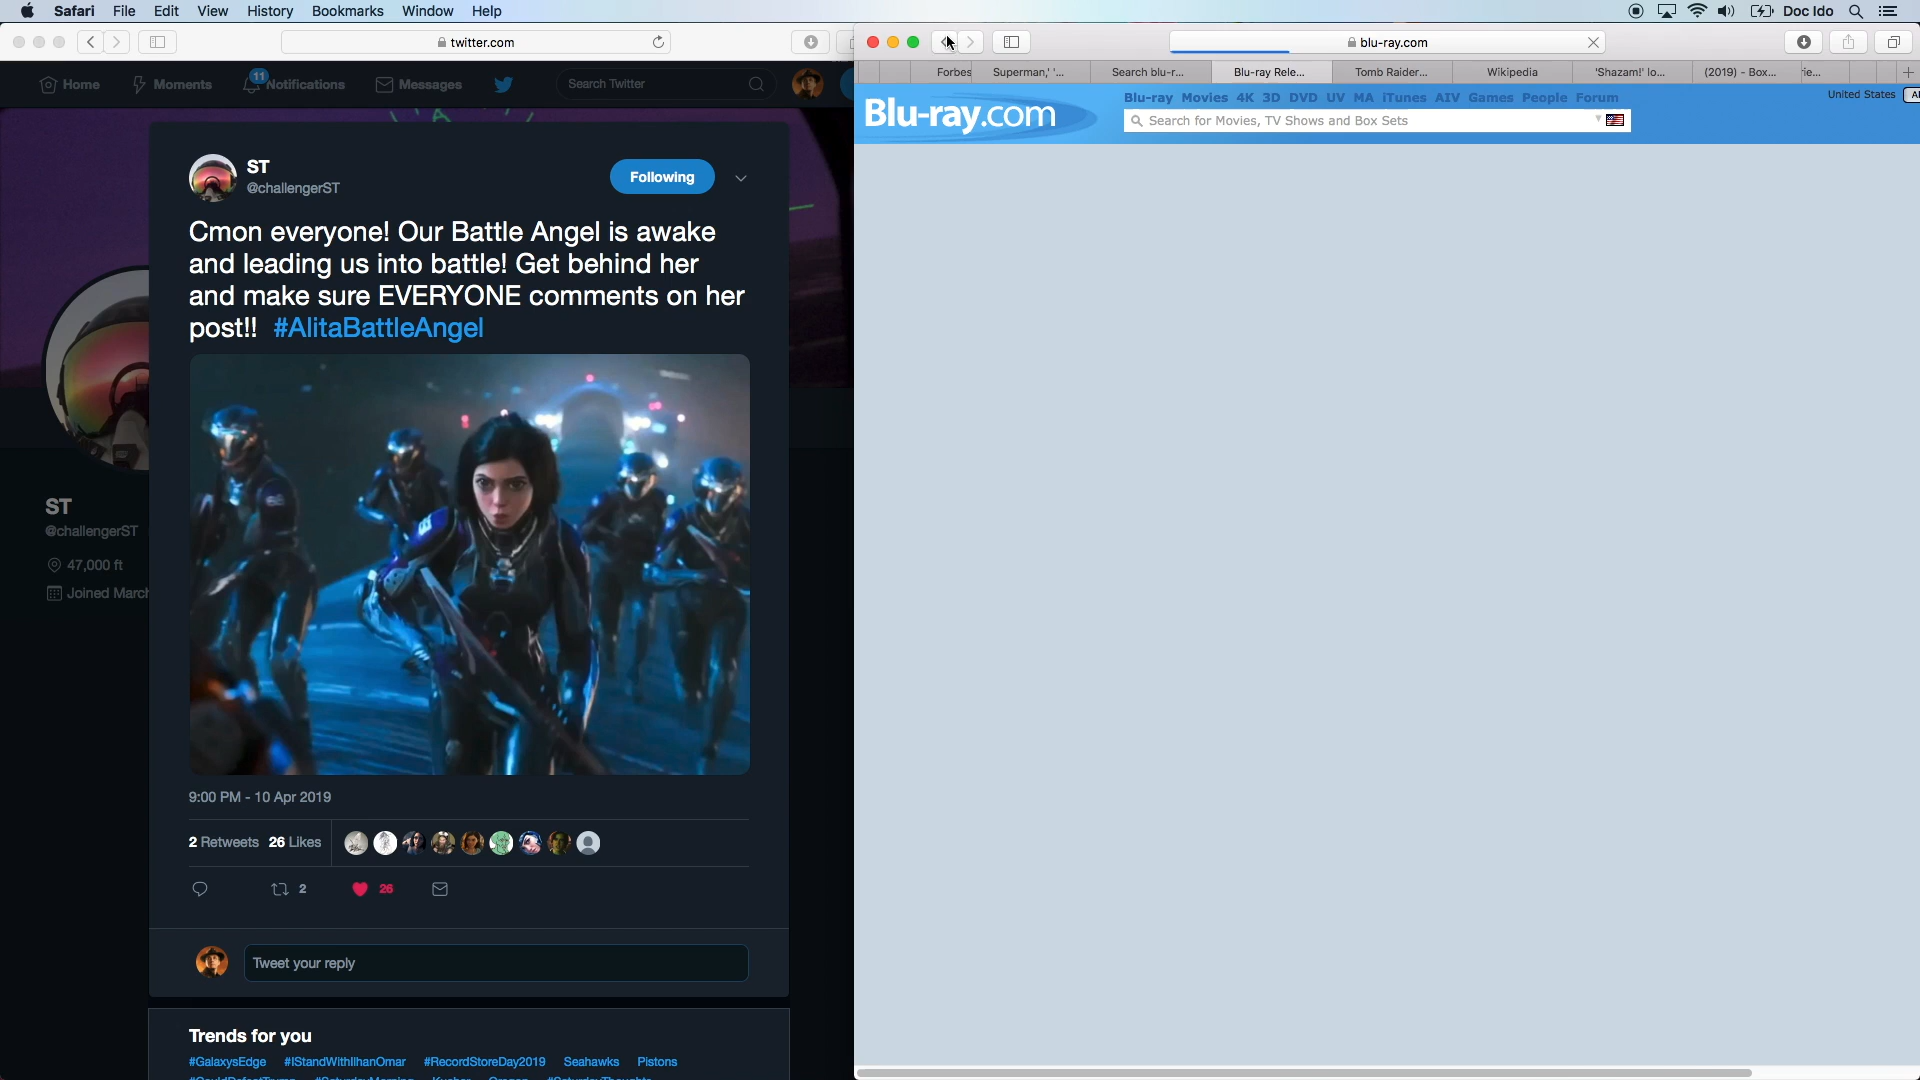 Safari File Edit View History Bookmarks Window Help
Doc Ido
twitter.com
Home Moments 11 Notifications Messages Search Twitter
ST
@challengerST
Following
Cmon everyone! Our Battle Angel is awake
and leading us into battle! Get behind her
and make sure EVERYONE comments on her
post!! #AlitaBattleAngel
ST
@challengerST
47,000 ft
Joined March
9:00 PM - 10 Apr 2019
2 Retweets 26 Likes
2 26
Tweet your reply
Trends for you
#GalaxysEdge #IStandWithIlhanOmar #RecordStoreDay2019 Seahawks Pistons
blu-ray.com
Forbes Superman,' '... Search blu-r... Blu-ray Rele... Tomb Raider... Wikipedia 'Shazam!' lo... (2019) - Box...
Blu-ray.com
Blu-ray Movies 4K 3D DVD UV MA iTunes AIV Games People Forum
United States
Search for Movies, TV Shows and Box Sets